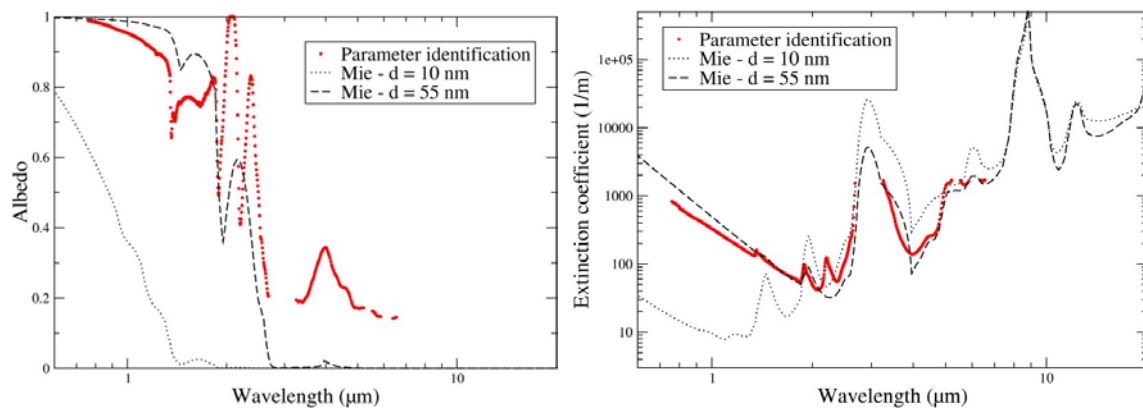 1
0.8
0.6
0.4
0.2
0
Albedo
Parameter identification
Mie - d = 10 nm
Mie - d = 55 nm
1
10
Wavelength (µm)
1e+05
10000
1000
100
10
Extinction coefficient (1/m)
Parameter identification
Mie - d = 10 nm
Mie - d = 55 nm
1
10
Wavelength (µm)